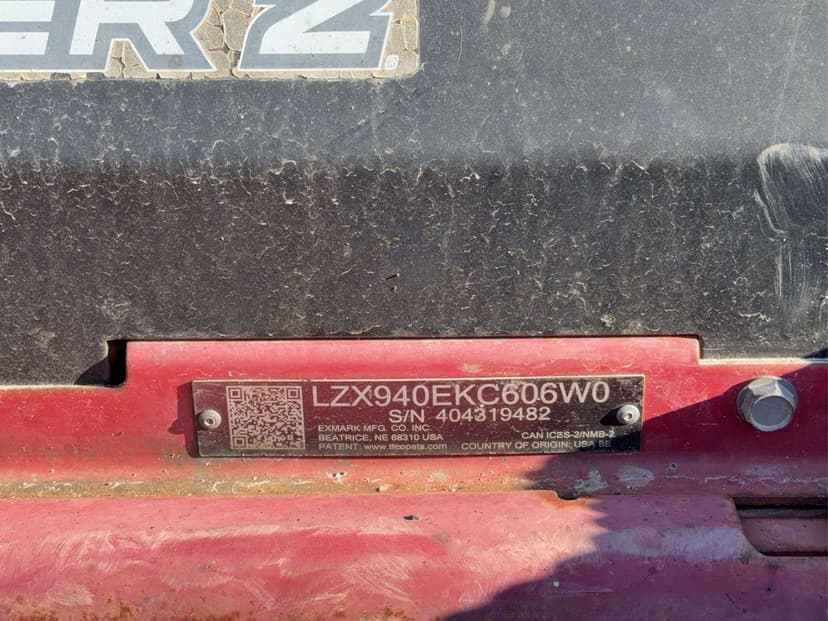 ER Z
LZX940EKC606W0
S/N 404319482
EXMARK MFG. CO. INC.
BEATRICE, NE 68310 USA
CAN ICES-2/NMB-2
PATENT: www.ttcopats.com
COUNTRY OF ORIGIN: USA BE